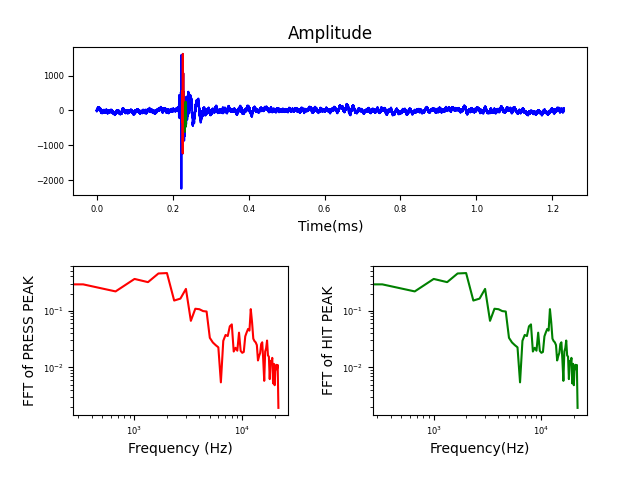 Amplitude
1000
0
−1000
−2000
0.0 0.2 0.4 0.6 0.8 1.0 1.2
Time(ms)
FFT of PRESS PEAK
10⁻¹
10⁻²
10³ 10⁴
Frequency (Hz)
FFT of HIT PEAK
10⁻¹
10⁻²
10³ 10⁴
Frequency(Hz)